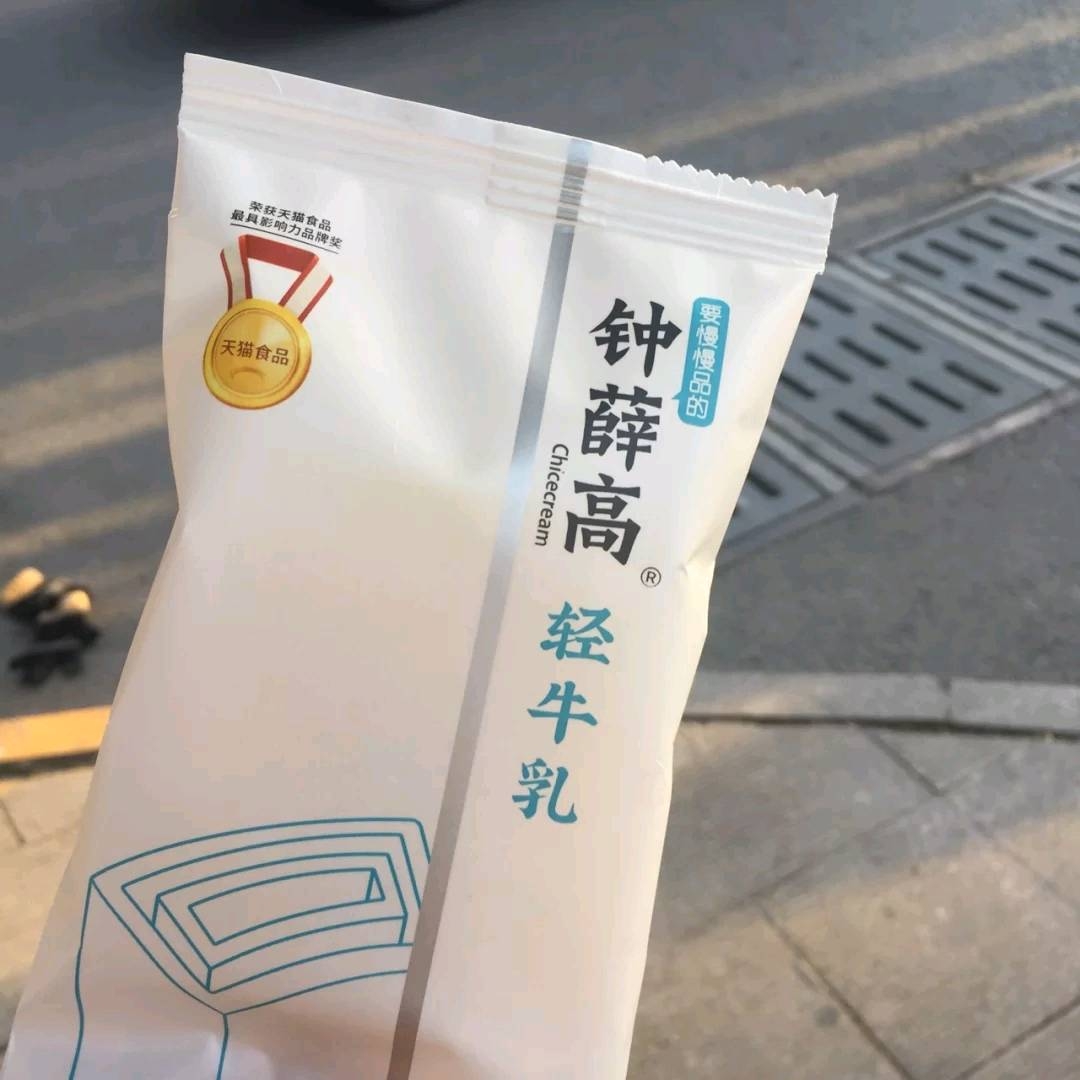 荣获天猫食品
最具影响力品牌奖
天猫食品
要慢慢品的
钟薛高
Chicecream
®
轻牛乳